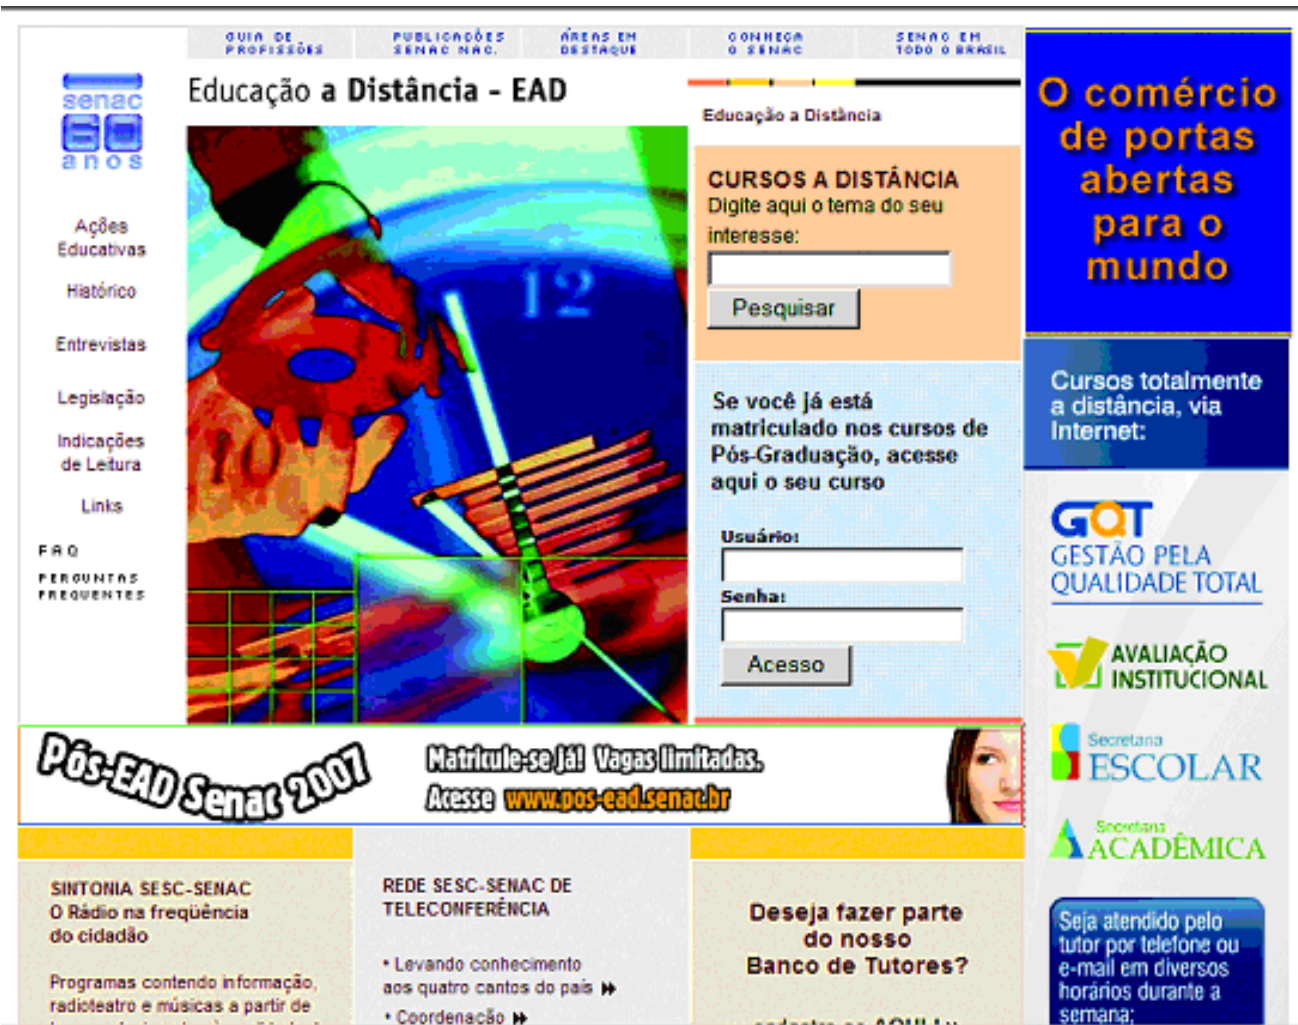 GUIA DE
PROFISSÕES
PUBLICAÇÕES
SENAC NAC.
ÁREAS EM
DESTAQUE
CONHEÇA
O SENAC
SENAC EM
TODO O BRASIL
senac
60
anos
Ações
Educativas
Histórico
Entrevistas
Legislação
Indicações
de Leitura
Links
FAQ
PERGUNTAS
FREQUENTES
Educação a Distância - EAD
12
10
Educação a Distância
CURSOS A DISTÂNCIA
Digite aqui o tema do seu
interesse:
Pesquisar
Se você já está
matriculado nos cursos de
Pós-Graduação, acesse
aqui o seu curso
Usuário:
Senha:
Acesso
O comércio
de portas
abertas
para o
mundo
Cursos totalmente
a distância, via
Internet:
GQT
GESTÃO PELA
QUALIDADE TOTAL
AVALIAÇÃO
INSTITUCIONAL
Secretaria
ESCOLAR
Secretaria
ACADÊMICA
Seja atendido pelo
tutor por telefone ou
e-mail em diversos
horários durante a
semana;
Pós-EAD Senac 2007
Matricule-se já! Vagas limitadas.
Acesse www.pos-ead.senac.br
SINTONIA SESC-SENAC
O Rádio na freqüência
do cidadão
Programas contendo informação,
radioteatro e músicas a partir de
REDE SESC-SENAC DE
TELECONFERÊNCIA
• Levando conhecimento
aos quatro cantos do país
• Coordenação
Deseja fazer parte
do nosso
Banco de Tutores?